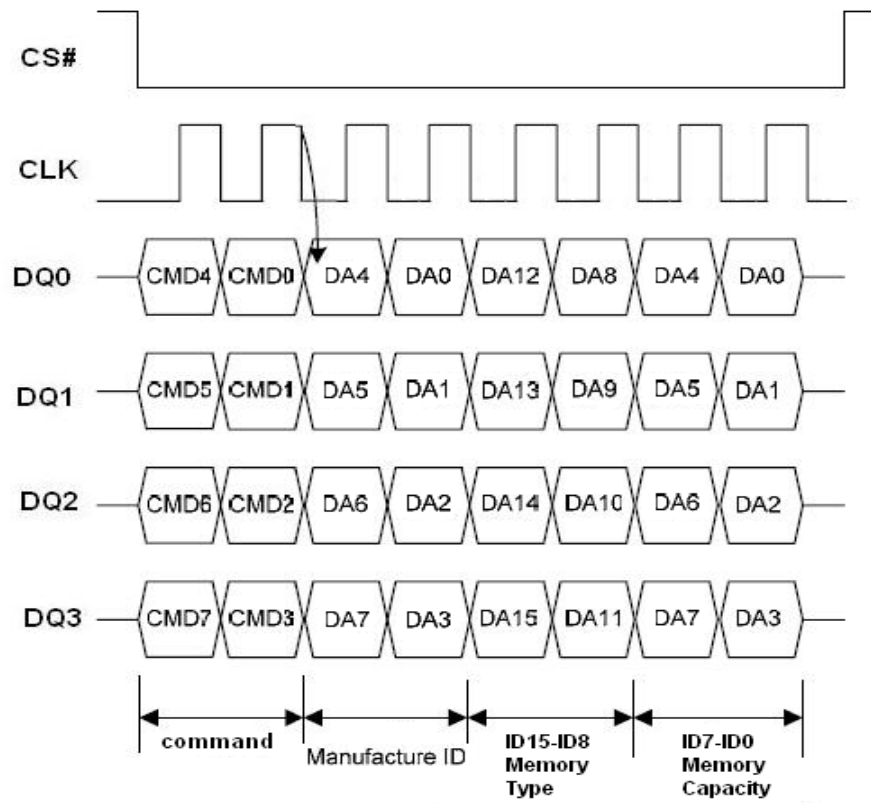 CS#
CLK
DQ0 CMD4 CMD0 DA4 DA0 DA12 DA8 DA4 DA0
DQ1 CMD5 CMD1 DA5 DA1 DA13 DA9 DA5 DA1
DQ2 CMD6 CMD2 DA6 DA2 DA14 DA10 DA6 DA2
DQ3 CMD7 CMD3 DA7 DA3 DA15 DA11 DA7 DA3
command
Manufacture ID
ID15-ID8
Memory
Type
ID7-ID0
Memory
Capacity